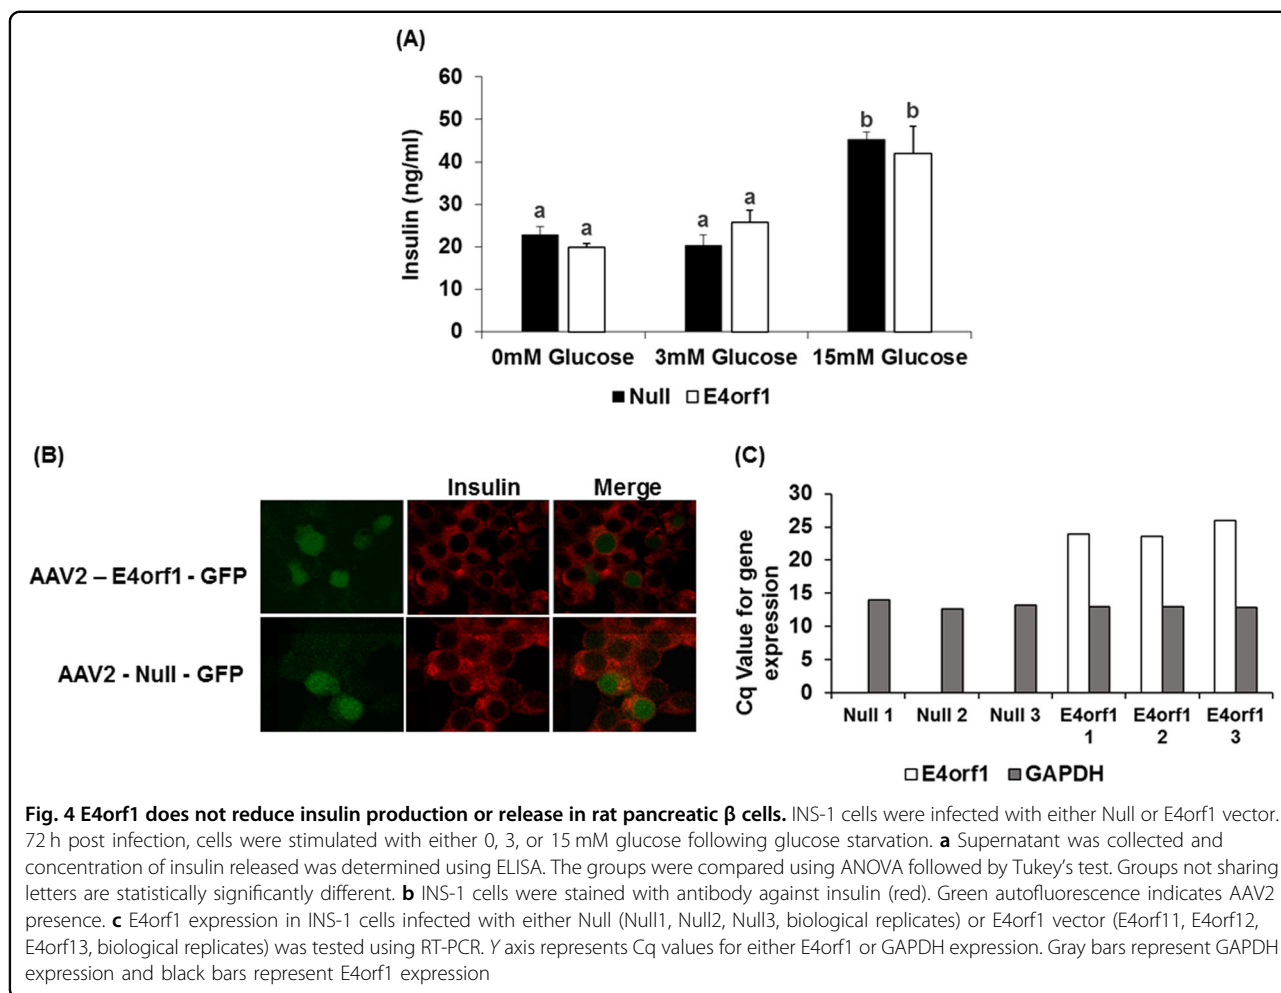 (A)
60
50
40
30
20
10
0
Insulin (ng/ml)
a a a a b b
0mM Glucose 3mM Glucose 15mM Glucose
Null E4orf1
(B)
Insulin Merge
AAV2 – E4orf1 - GFP
AAV2 - Null - GFP
(C)
30
25
20
15
10
5
0
Cq Value for gene
expression
Null 1 Null 2 Null 3 E4orf1 1 E4orf1 2 E4orf1 3
E4orf1 GAPDH
Fig. 4 E4orf1 does not reduce insulin production or release in rat pancreatic β cells. INS-1 cells were infected with either Null or E4orf1 vector.
72 h post infection, cells were stimulated with either 0, 3, or 15 mM glucose following glucose starvation. a Supernatant was collected and
concentration of insulin released was determined using ELISA. The groups were compared using ANOVA followed by Tukey's test. Groups not sharing
letters are statistically significantly different. b INS-1 cells were stained with antibody against insulin (red). Green autofluorescence indicates AAV2
presence. c E4orf1 expression in INS-1 cells infected with either Null (Null1, Null2, Null3, biological replicates) or E4orf1 vector (E4orf11, E4orf12,
E4orf13, biological replicates) was tested using RT-PCR. Y axis represents Cq values for either E4orf1 or GAPDH expression. Gray bars represent GAPDH
expression and black bars represent E4orf1 expression